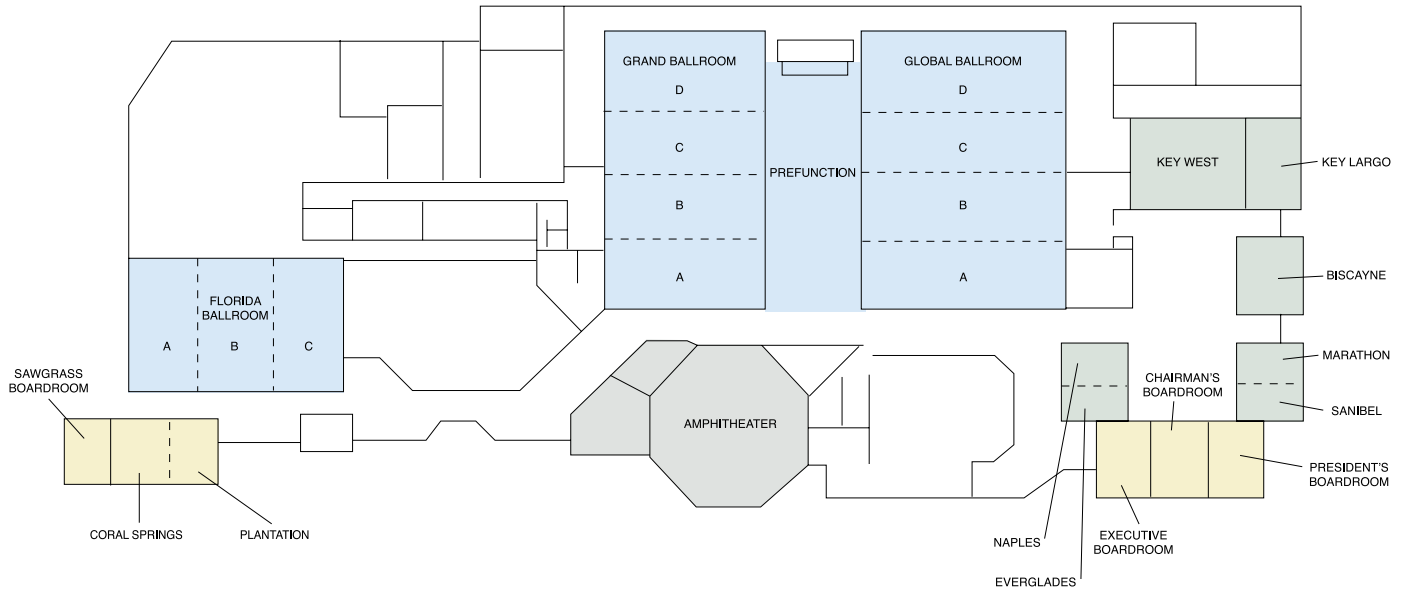 GRAND BALLROOM
D
C
B
A
PREFUNCTION
GLOBAL BALLROOM
D
C
B
A
KEY WEST
KEY LARGO
BISCAYNE
MARATHON
SANIBEL
FLORIDA
BALLROOM
A
B
C
SAWGRASS
BOARDROOM
CORAL SPRINGS
PLANTATION
AMPHITHEATER
CHAIRMAN'S
BOARDROOM
PRESIDENT'S
BOARDROOM
EXECUTIVE
BOARDROOM
NAPLES
EVERGLADES